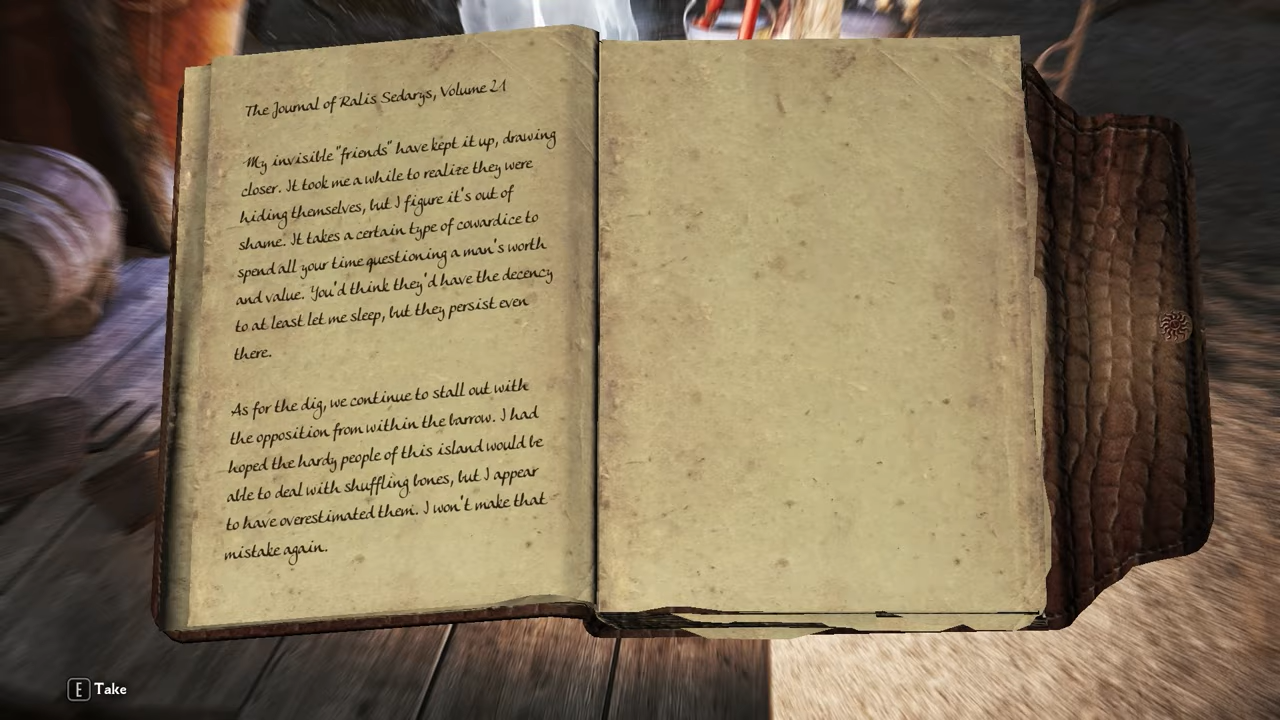 The Journal of Ralis Sedarys, Volume 21
My invisible "friends" have kept it up, drawing
closer. It took me a while to realize they were
hiding themselves, but I figure it's out of
shame. It takes a certain type of cowardice to
spend all your time questioning a man's worth
and value. You'd think they'd have the decency
to at least let me sleep, but they persist even
there.
As for the dig, we continue to stall out with
the opposition from within the barrow. I had
hoped the hardy people of this island would be
able to deal with shuffling bones, but I appear
to have overestimated them. I won't make that
mistake again.
E Take